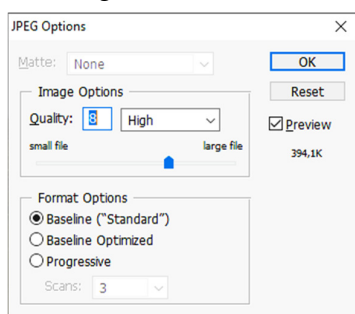 JPEG Options
Matte: None
OK
Image Options
Reset
Quality: 8 High
Preview
small file large file
394,1K
Format Options
Baseline ("Standard")
Baseline Optimized
Progressive
Scans: 3